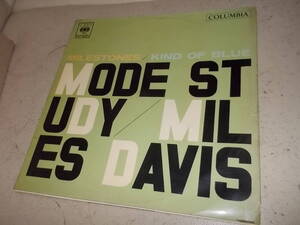 COLUMBIA
MILESTONES/KIND OF BLUE
MODE ST
UDY/MIL
ES DAVIS